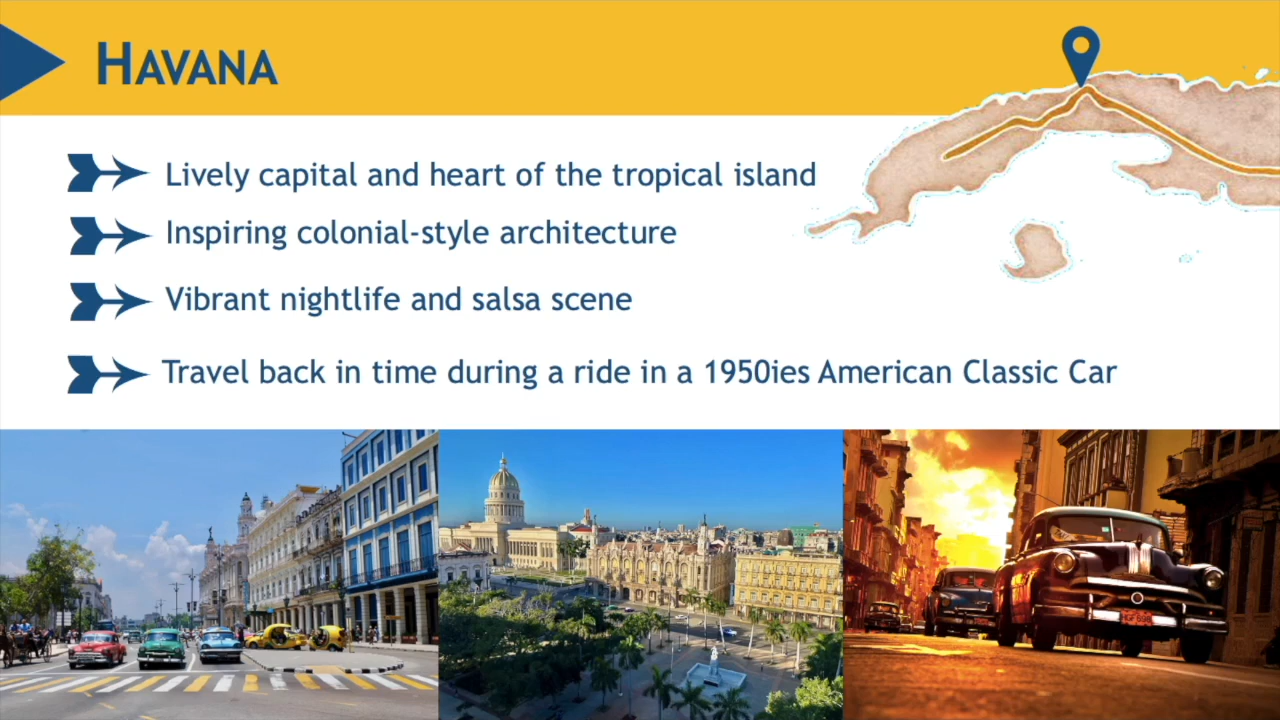 HAVANA
Lively capital and heart of the tropical island
Inspiring colonial-style architecture
Vibrant nightlife and salsa scene
Travel back in time during a ride in a 1950ies American Classic Car